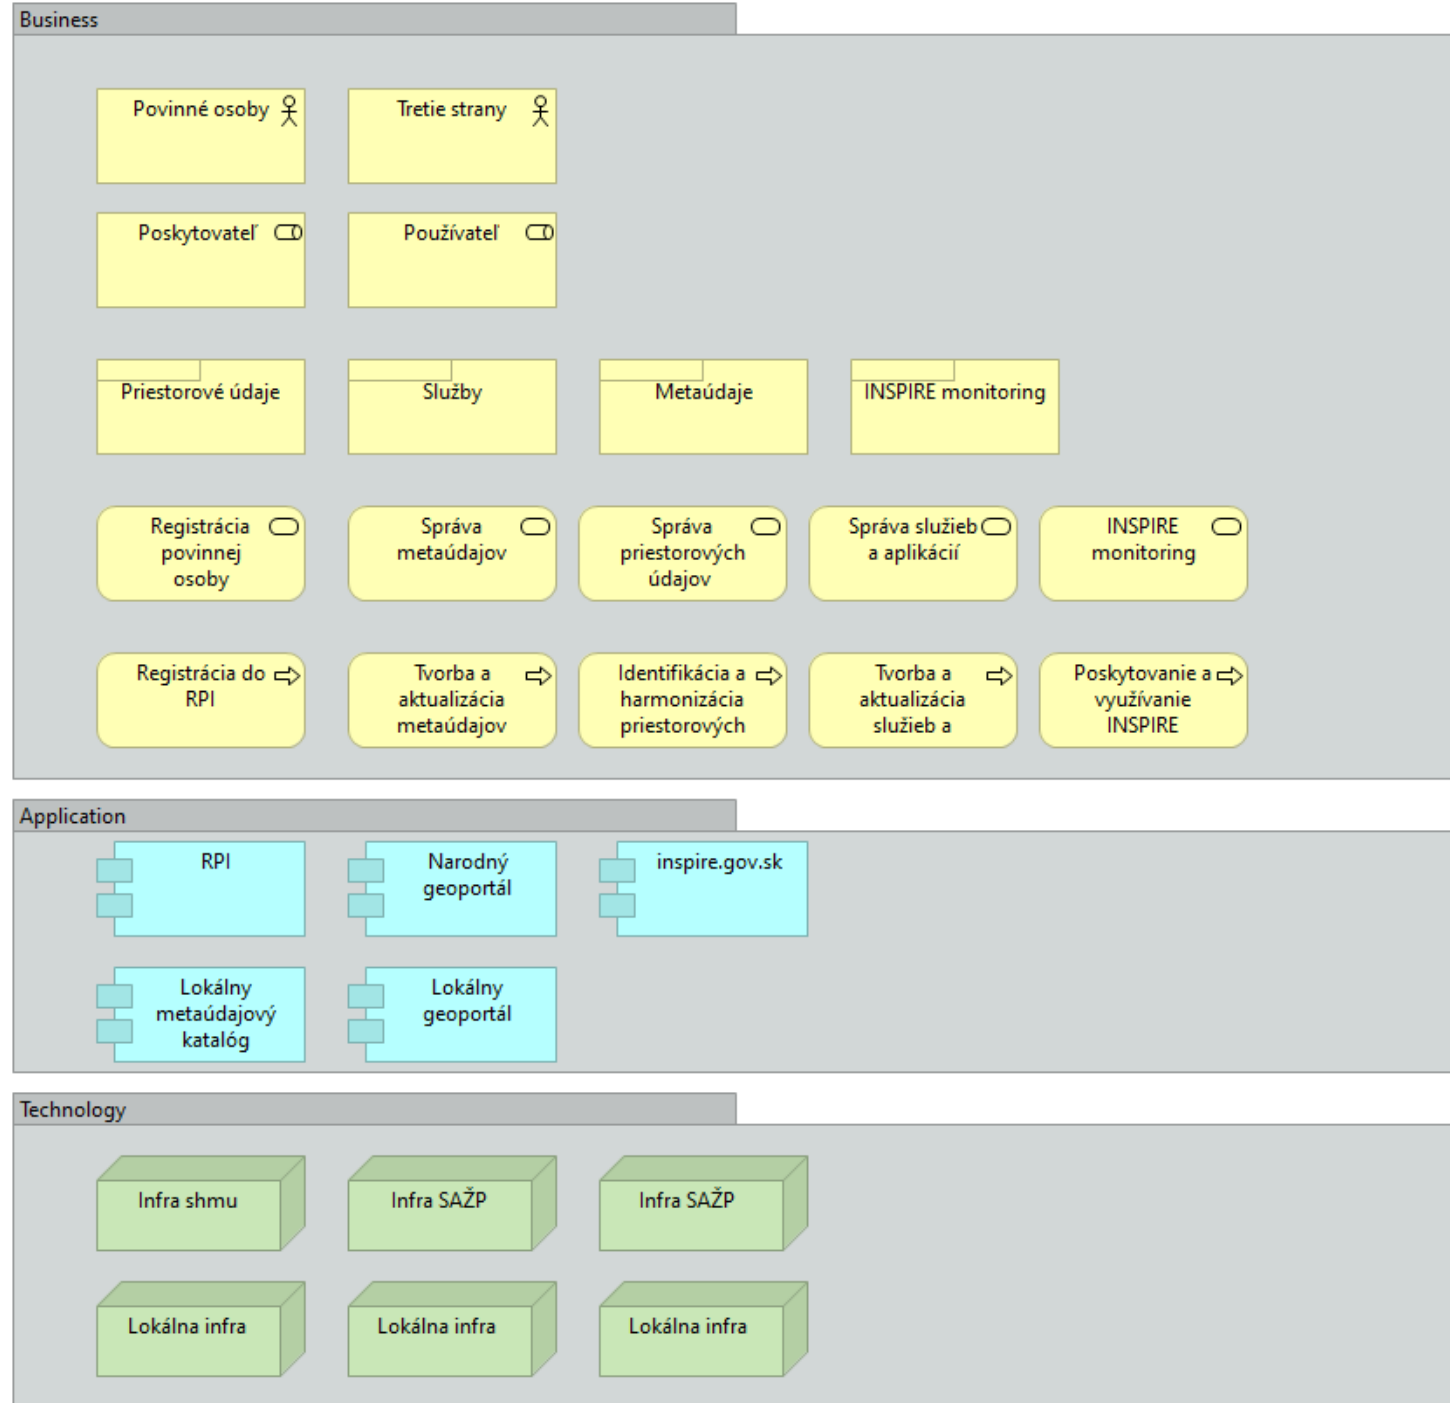 Business
Povinné osoby
Tretie strany
Poskytovateľ
Používateľ
Priestorové údaje
Služby
Metaúdaje
INSPIRE monitoring
Registrácia
povinnej
osoby
Správa
metaúdajov
Správa
priestorových
údajov
Správa služieb
a aplikácií
INSPIRE
monitoring
Registrácia do
RPI
Tvorba a
aktualizácia
metaúdajov
Identifikácia a
harmonizácia
priestorových
Tvorba a
aktualizácia
služieb a
Poskytovanie a
využívanie
INSPIRE
Application
RPI
Narodný
geoportál
inspire.gov.sk
Lokálny
metaúdajový
katalóg
Lokálny
geoportál
Technology
Infra shmu
Infra SAŽP
Infra SAŽP
Lokálna infra
Lokálna infra
Lokálna infra